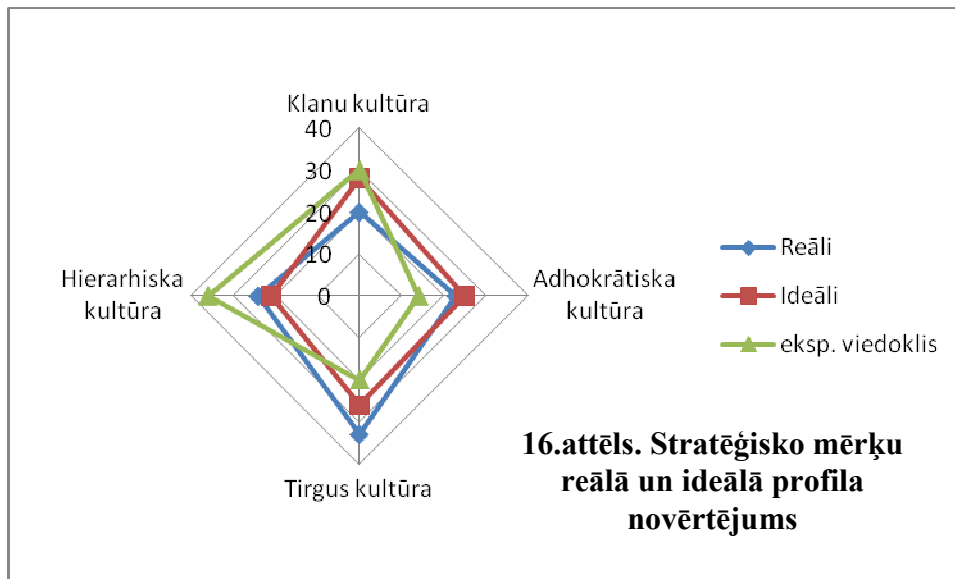 Klanu kultūra
40
30
20
10
0
Hierarhiska
kultūra
Adhokrātiska
kultūra
Tirgus kultūra
Reāli
Ideāli
eksp. viedoklis
16.attēls. Stratēģisko mērķu
reālā un ideālā profila
novērtējums